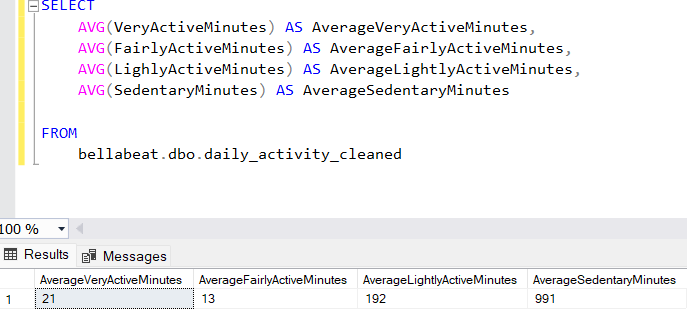 SELECT
AVG(VeryActiveMinutes) AS AverageVeryActiveMinutes,
AVG(FairlyActiveMinutes) AS AverageFairlyActiveMinutes,
AVG(LighlyActiveMinutes) AS AverageLightlyActiveMinutes,
AVG(SedentaryMinutes) AS AverageSedentaryMinutes
FROM
bellabeat.dbo.daily_activity_cleaned
100 %
Results Messages
AverageVeryActiveMinutes AverageFairlyActiveMinutes AverageLightlyActiveMinutes AverageSedentaryMinutes
1 21 13 192 991